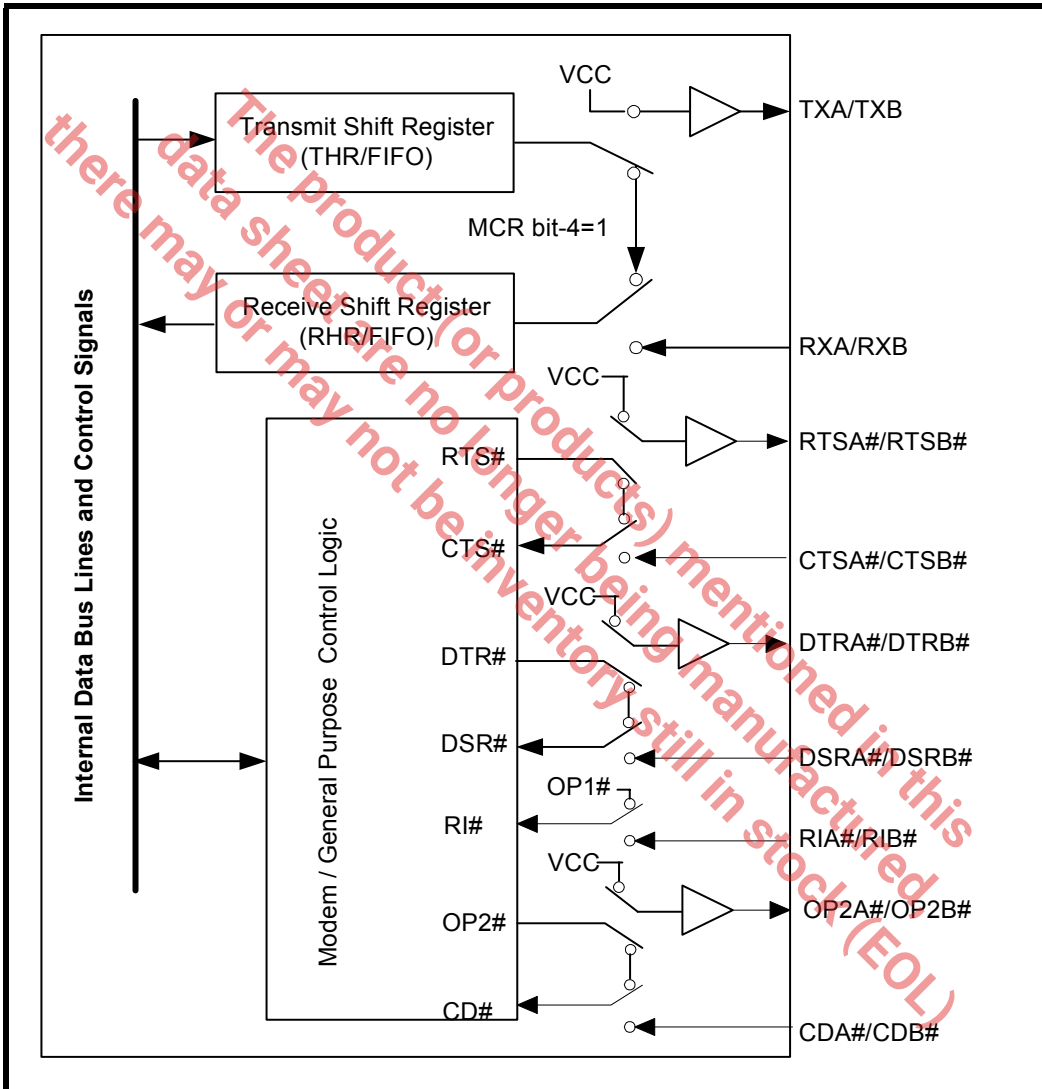 VCC
TXA/TXB
Transmit Shift Register
(THR/FIFO)
MCR bit-4=1
Receive Shift Register
(RHR/FIFO)
RXA/RXB
VCC
RTSA#/RTSB#
RTS#
CTS#
CTSA#/CTSB#
VCC
DTRA#/DTRB#
DTR#
DSR#
DSRA#/DSRB#
OP1#
RI#
RIA#/RIB#
VCC
OP2A#/OP2B#
OP2#
CD#
CDA#/CDB#
Internal Data Bus Lines and Control Signals
Modem / General Purpose Control Logic
The product (or products) mentioned in this
data sheet are no longer being manufactured
there may or may not be inventory still in stock (EOL)